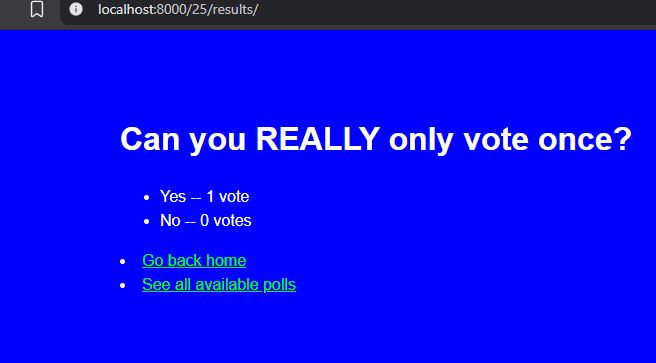 localhost:8000/25/results/
Can you REALLY only vote once?
Yes -- 1 vote
No -- 0 votes
Go back home
See all available polls